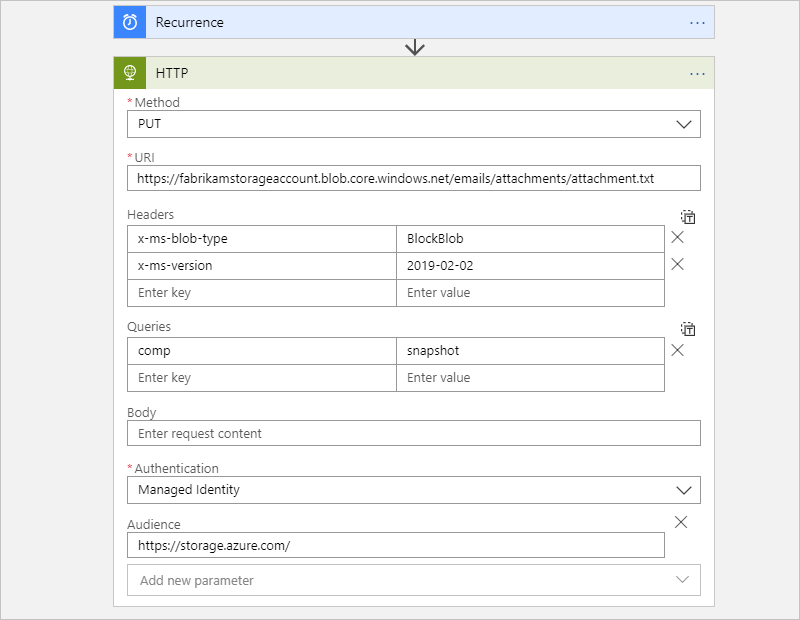 Recurrence
...
HTTP
...
* Method
PUT
* URI
https://fabrikamstorageaccount.blob.core.windows.net/emails/attachments/attachment.txt
Headers
x-ms-blob-type BlockBlob
x-ms-version 2019-02-02
Enter key Enter value
Queries
comp snapshot
Enter key Enter value
Body
Enter request content
* Authentication
Managed Identity
Audience
https://storage.azure.com/
Add new parameter